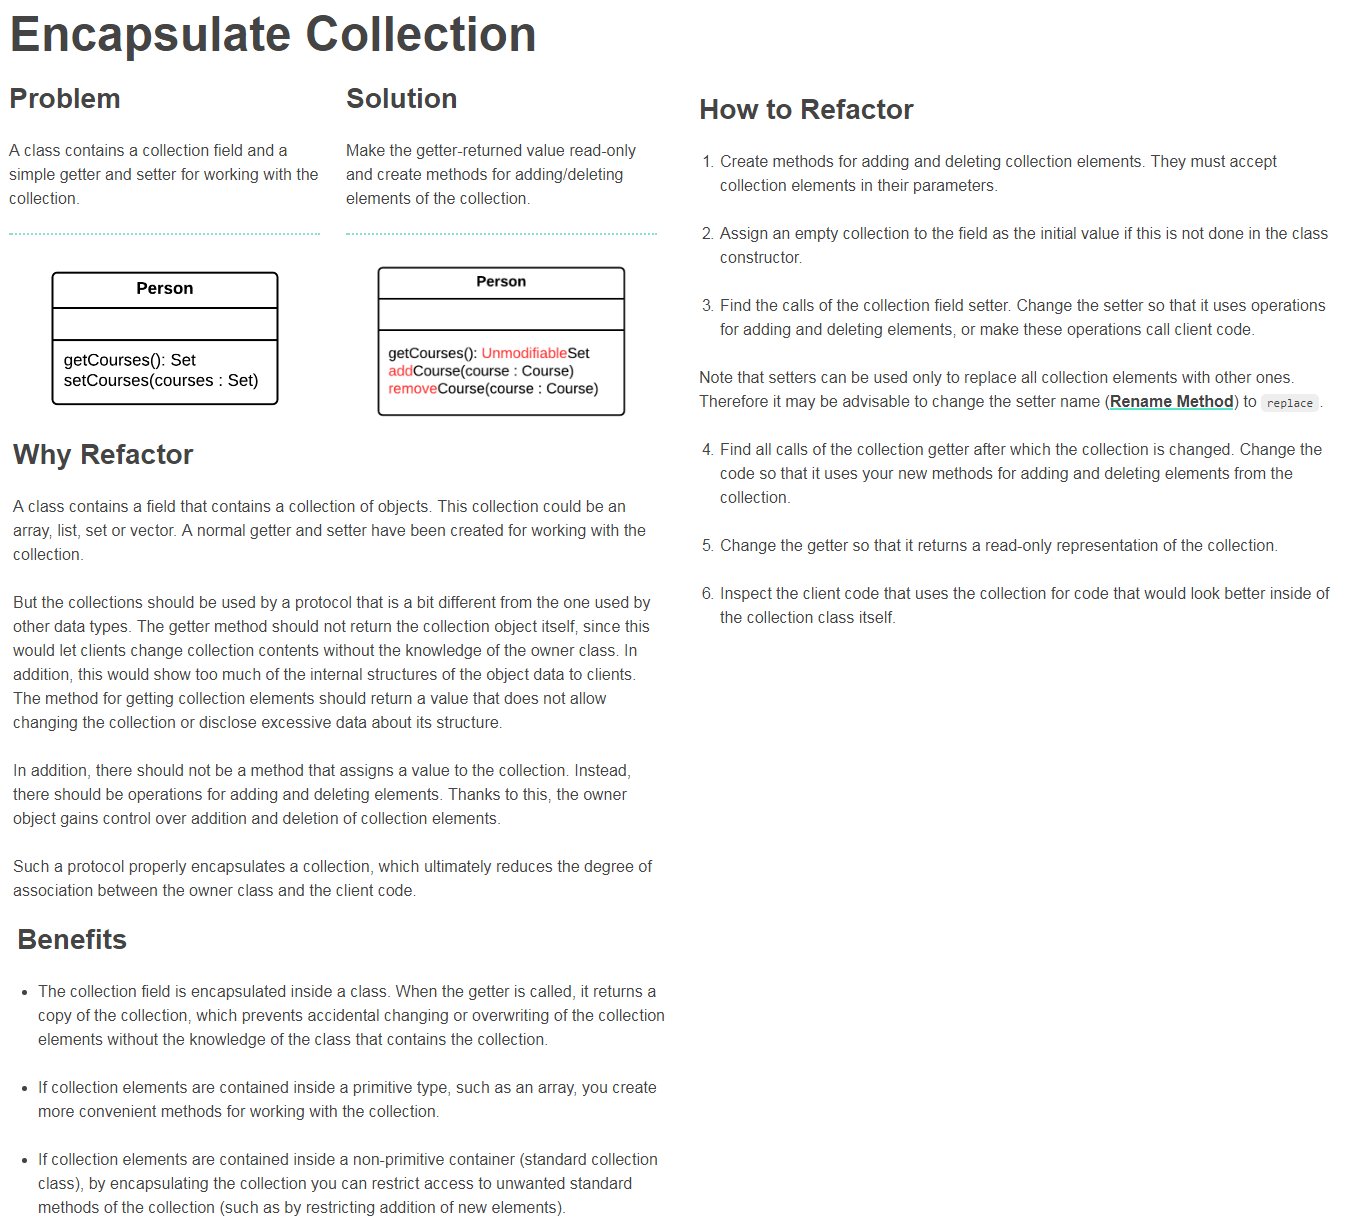 Encapsulate Collection
Problem
A class contains a collection field and a
simple getter and setter for working with the
collection.
Person
getCourses(): Set
setCourses(courses : Set)
Solution
Make the getter-returned value read-only
and create methods for adding/deleting
elements of the collection.
Person
getCourses(): UnmodifiableSet
addCourse(course : Course)
removeCourse(course : Course)
Why Refactor
A class contains a field that contains a collection of objects. This collection could be an
array, list, set or vector. A normal getter and setter have been created for working with the
collection.
But the collections should be used by a protocol that is a bit different from the one used by
other data types. The getter method should not return the collection object itself, since this
would let clients change collection contents without the knowledge of the owner class. In
addition, this would show too much of the internal structures of the object data to clients.
The method for getting collection elements should return a value that does not allow
changing the collection or disclose excessive data about its structure.
In addition, there should not be a method that assigns a value to the collection. Instead,
there should be operations for adding and deleting elements. Thanks to this, the owner
object gains control over addition and deletion of collection elements.
Such a protocol properly encapsulates a collection, which ultimately reduces the degree of
association between the owner class and the client code.
Benefits
• The collection field is encapsulated inside a class. When the getter is called, it returns a
copy of the collection, which prevents accidental changing or overwriting of the collection
elements without the knowledge of the class that contains the collection.
• If collection elements are contained inside a primitive type, such as an array, you create
more convenient methods for working with the collection.
• If collection elements are contained inside a non-primitive container (standard collection
class), by encapsulating the collection you can restrict access to unwanted standard
methods of the collection (such as by restricting addition of new elements).
How to Refactor
1. Create methods for adding and deleting collection elements. They must accept
collection elements in their parameters.
2. Assign an empty collection to the field as the initial value if this is not done in the class
constructor.
3. Find the calls of the collection field setter. Change the setter so that it uses operations
for adding and deleting elements, or make these operations call client code.
Note that setters can be used only to replace all collection elements with other ones.
Therefore it may be advisable to change the setter name (Rename Method) to replace .
4. Find all calls of the collection getter after which the collection is changed. Change the
code so that it uses your new methods for adding and deleting elements from the
collection.
5. Change the getter so that it returns a read-only representation of the collection.
6. Inspect the client code that uses the collection for code that would look better inside of
the collection class itself.